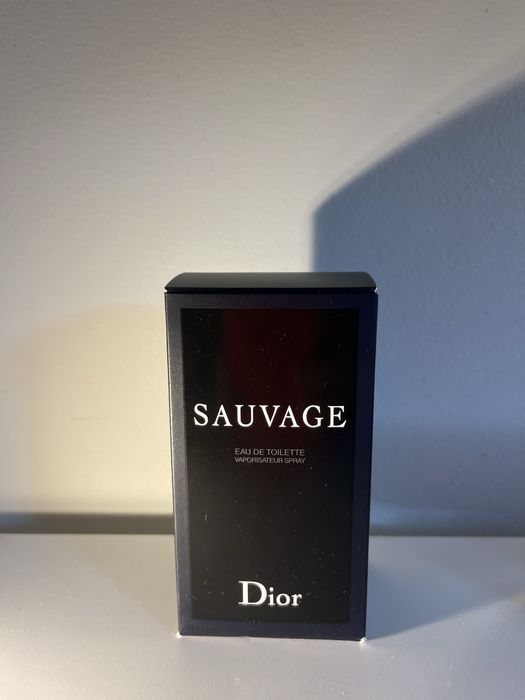 SAUVAGE
EAU DE TOILETTE
VAPORISATEUR SPRAY
Dior